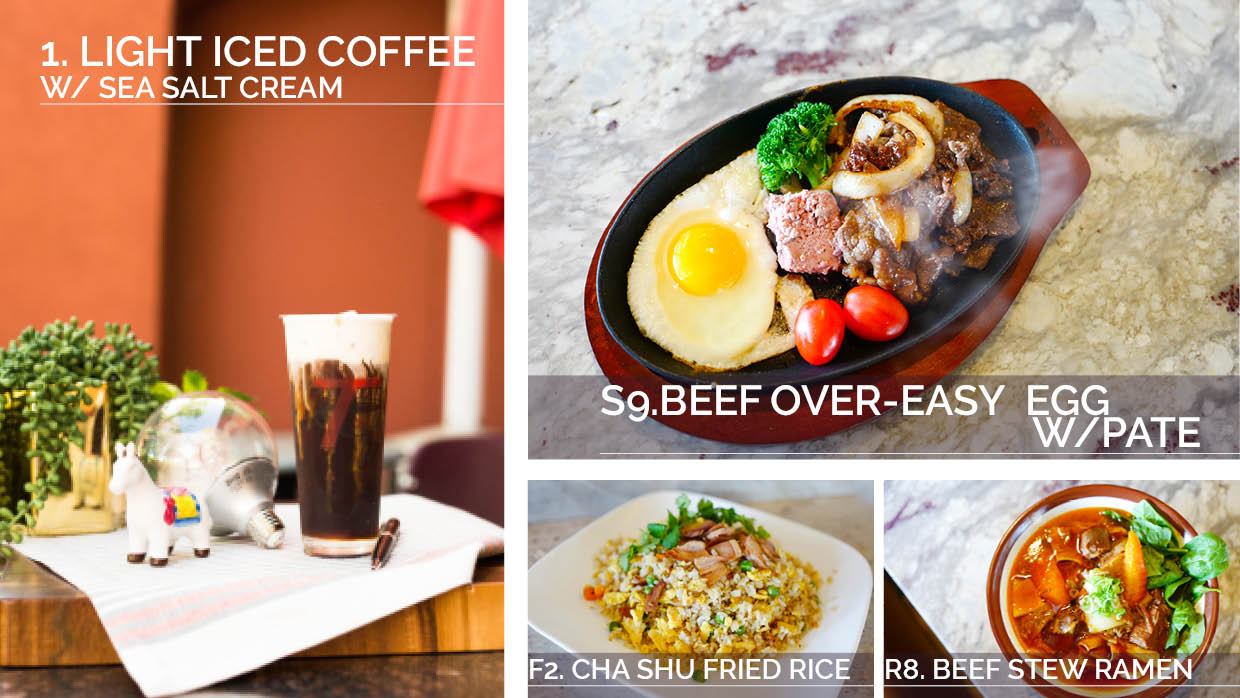 1. LIGHT ICED COFFEE
W/ SEA SALT CREAM
7
S9.BEEF OVER-EASY EGG
W/PATE
F2. CHA SHU FRIED RICE
R8. BEEF STEW RAMEN